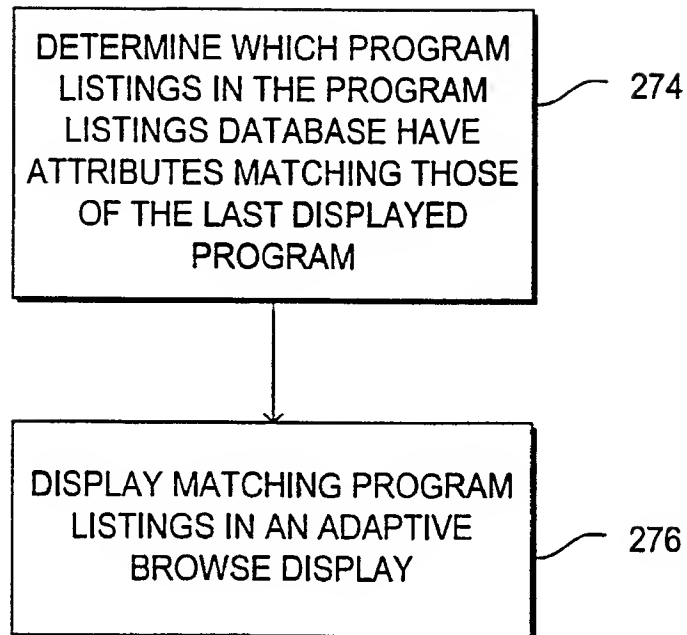 DETERMINE WHICH PROGRAM
LISTINGS IN THE PROGRAM
LISTINGS DATABASE HAVE
ATTRIBUTES MATCHING THOSE
OF THE LAST DISPLAYED
PROGRAM
274
DISPLAY MATCHING PROGRAM
LISTINGS IN AN ADAPTIVE
BROWSE DISPLAY
276